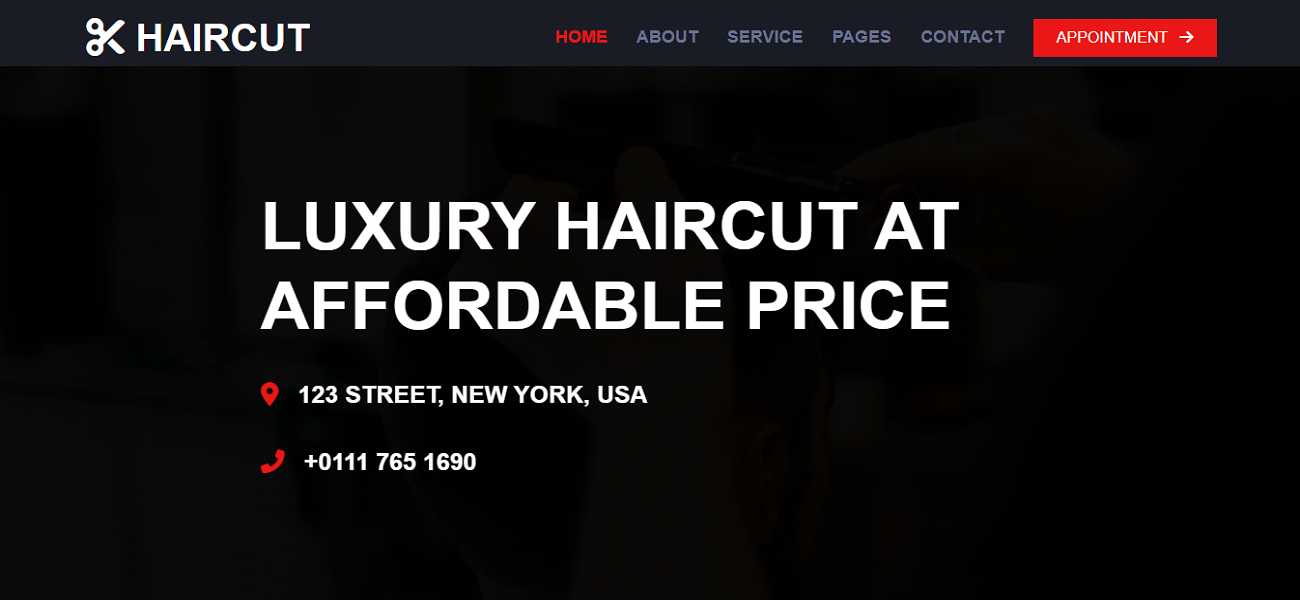 HAIRCUT
HOME ABOUT SERVICE PAGES CONTACT APPOINTMENT
LUXURY HAIRCUT AT
AFFORDABLE PRICE
123 STREET, NEW YORK, USA
+0111 765 1690